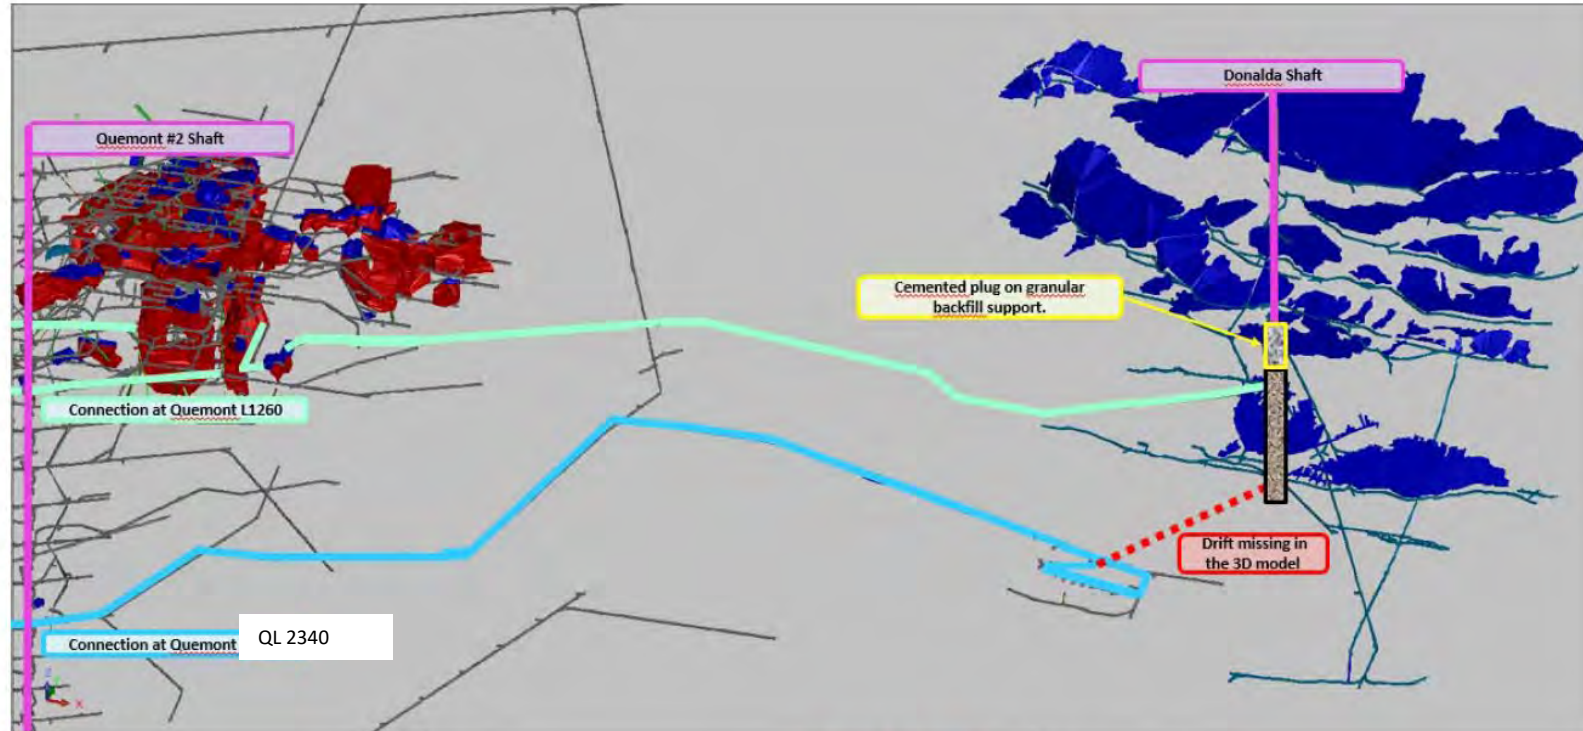 Donalda Shaft
Quemont #2 Shaft
Cemented plug on granular
backfill support.
Connection at Quemont L1260
Drift missing in
the 3D model
Connection at Quemont QL 2340
Z
X